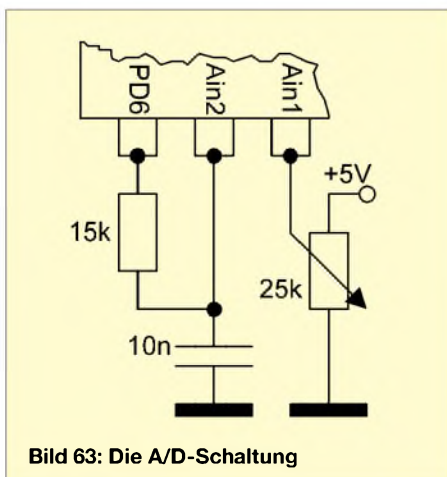 PD6
Ain2
Ain1
+5V
15k
25k
10n
Bild 63: Die A/D-Schaltung